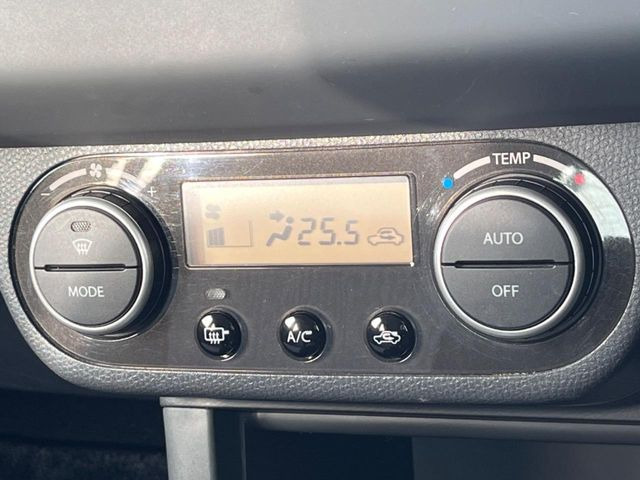 TEMP
- +
25.5
AUTO
MODE
OFF
A/C